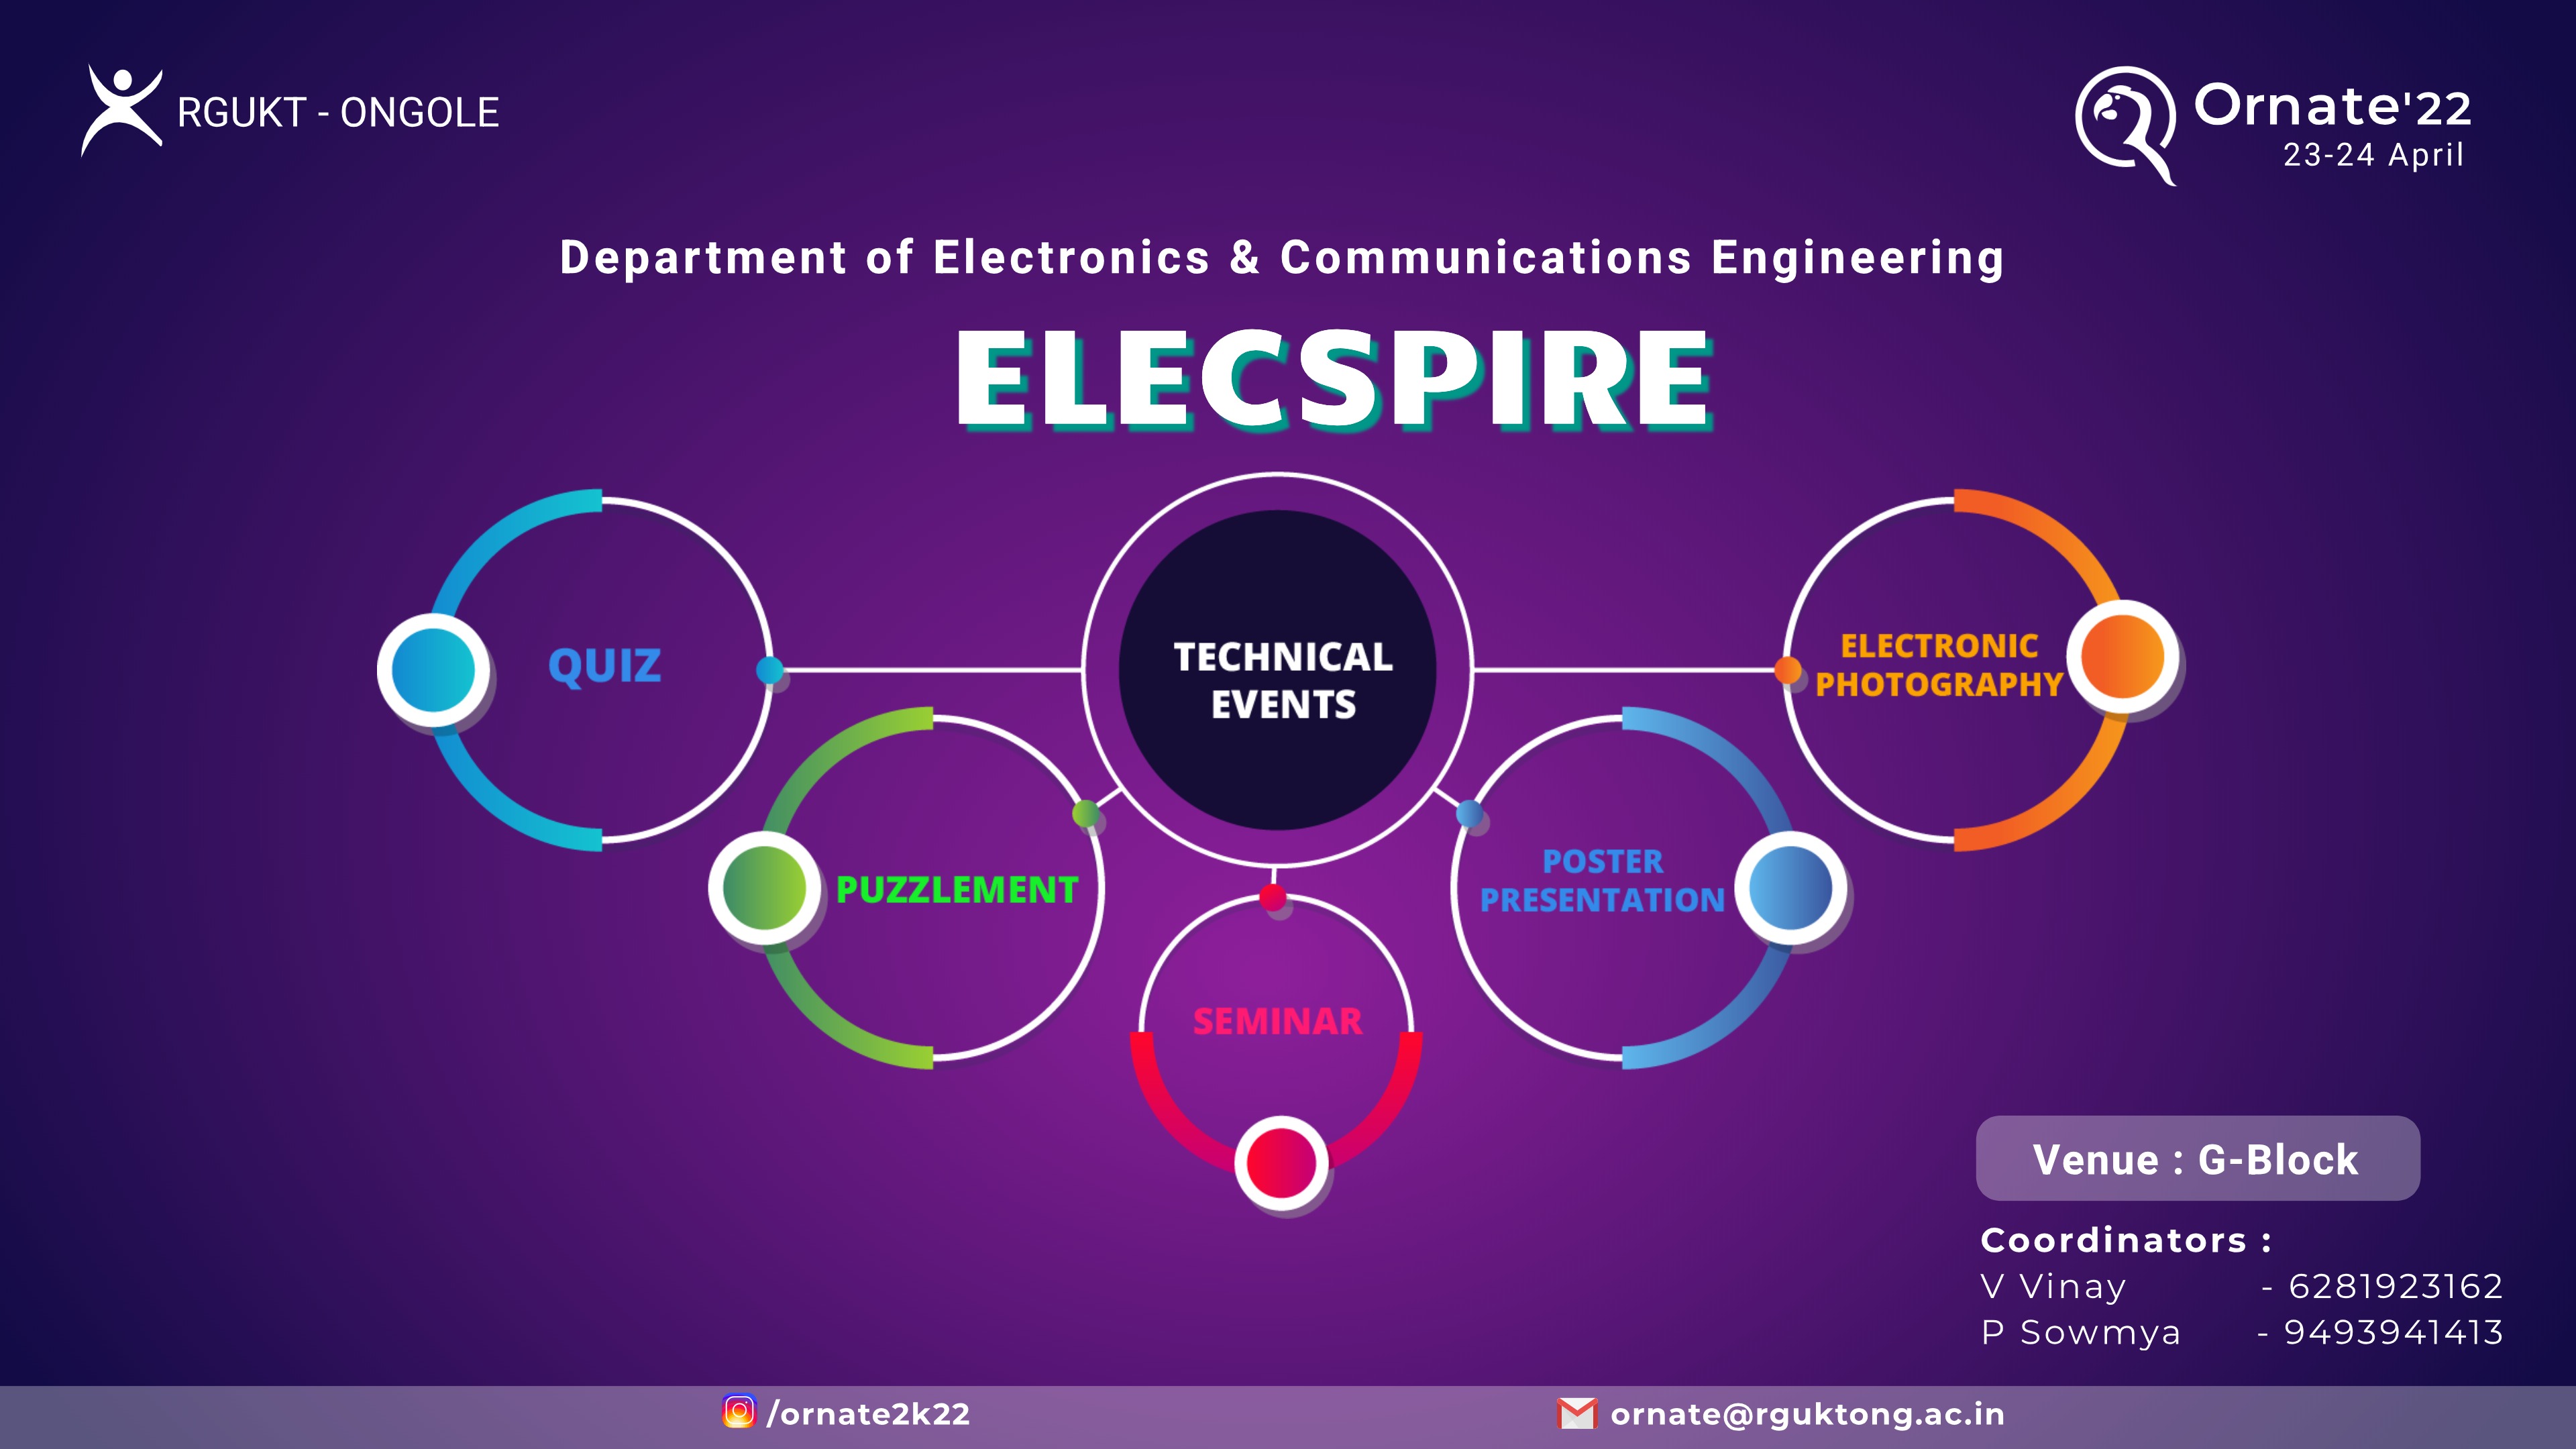 RGUKT - ONGOLE
Ornate'22
23-24 April
Department of Electronics & Communications Engineering
ELECSPIRE
QUIZ
TECHNICAL
EVENTS
ELECTRONIC
PHOTOGRAPHY
PUZZLEMENT
POSTER
PRESENTATION
SEMINAR
Venue : G-Block
Coordinators :
V Vinay - 6281923162
P Sowmya - 9493941413
/ornate2k22
ornate@rguktong.ac.in